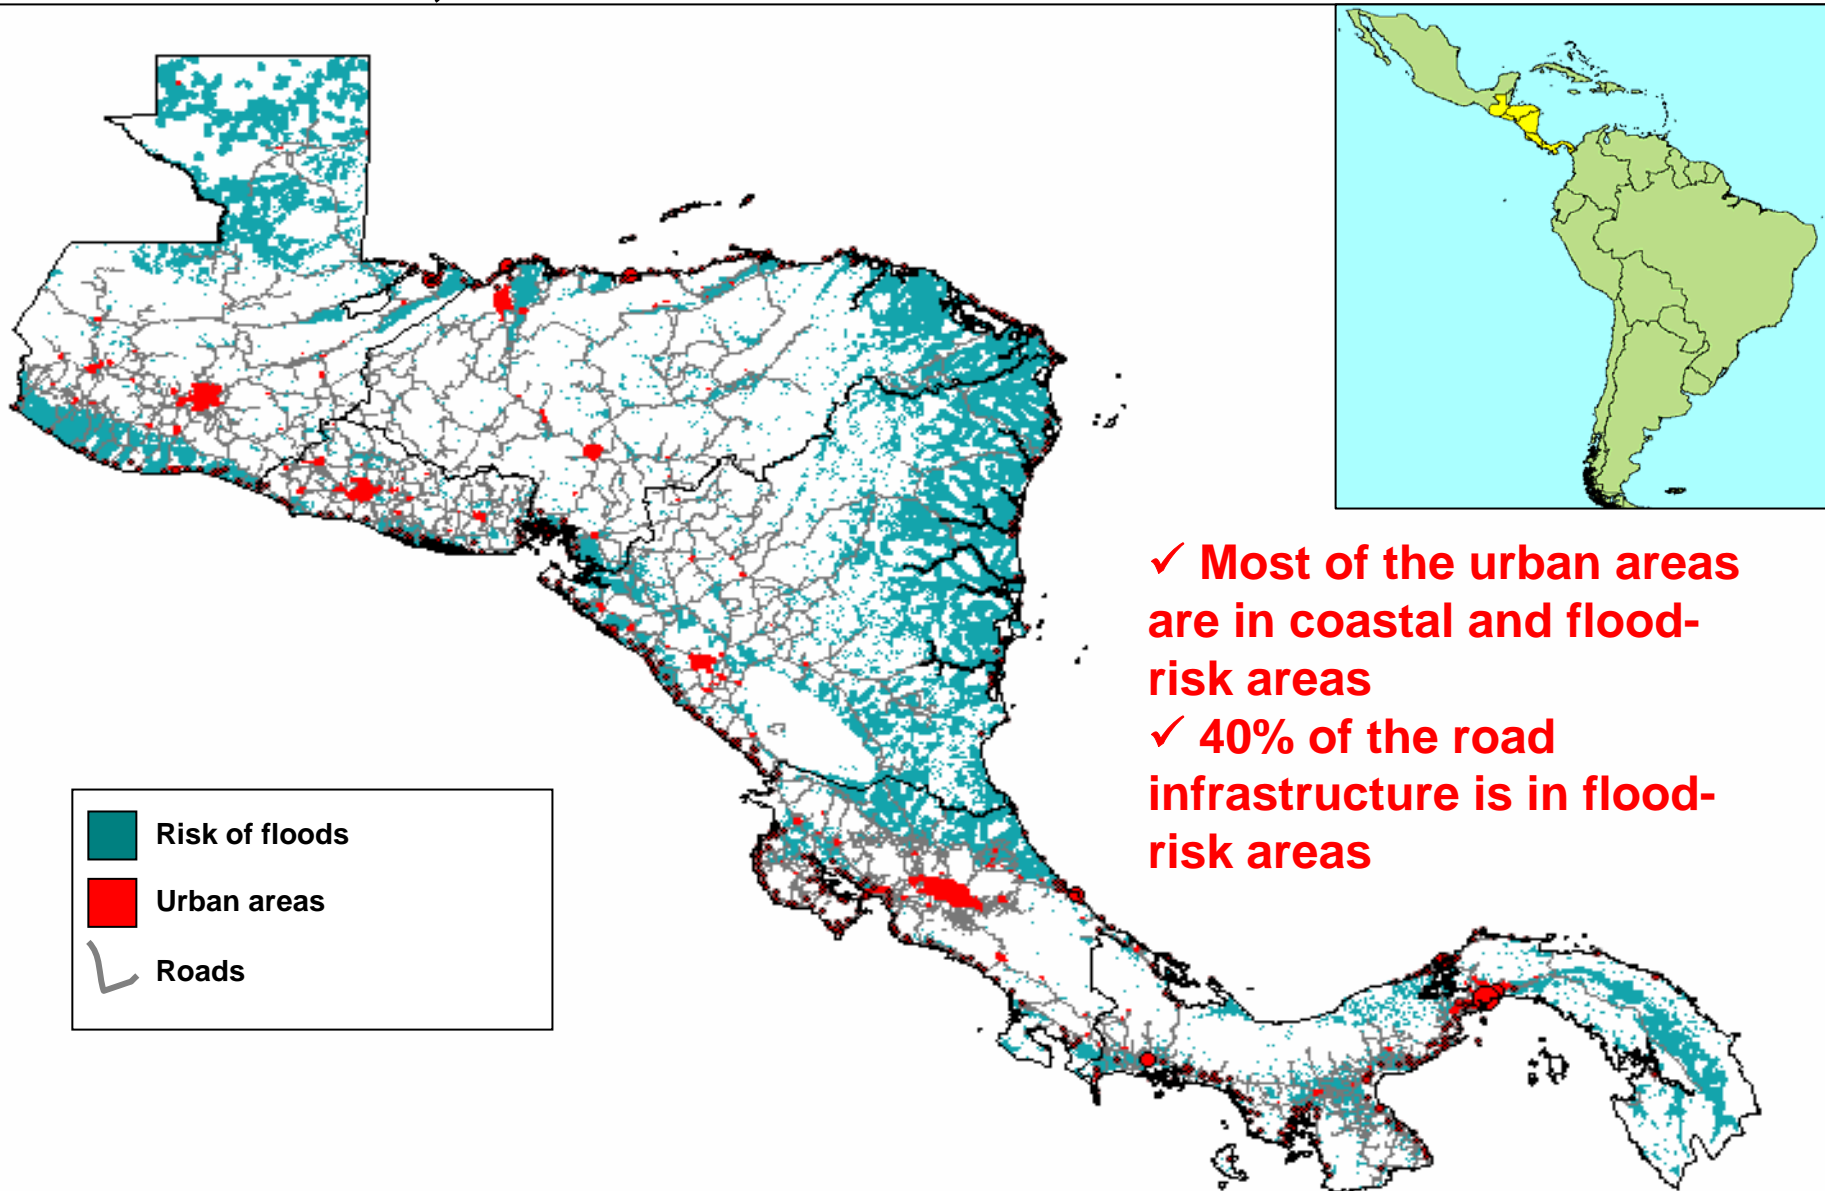 ✓ Most of the urban areas
are in coastal and flood-
risk areas
✓ 40% of the road
infrastructure is in flood-
risk areas
Risk of floods
Urban areas
Roads